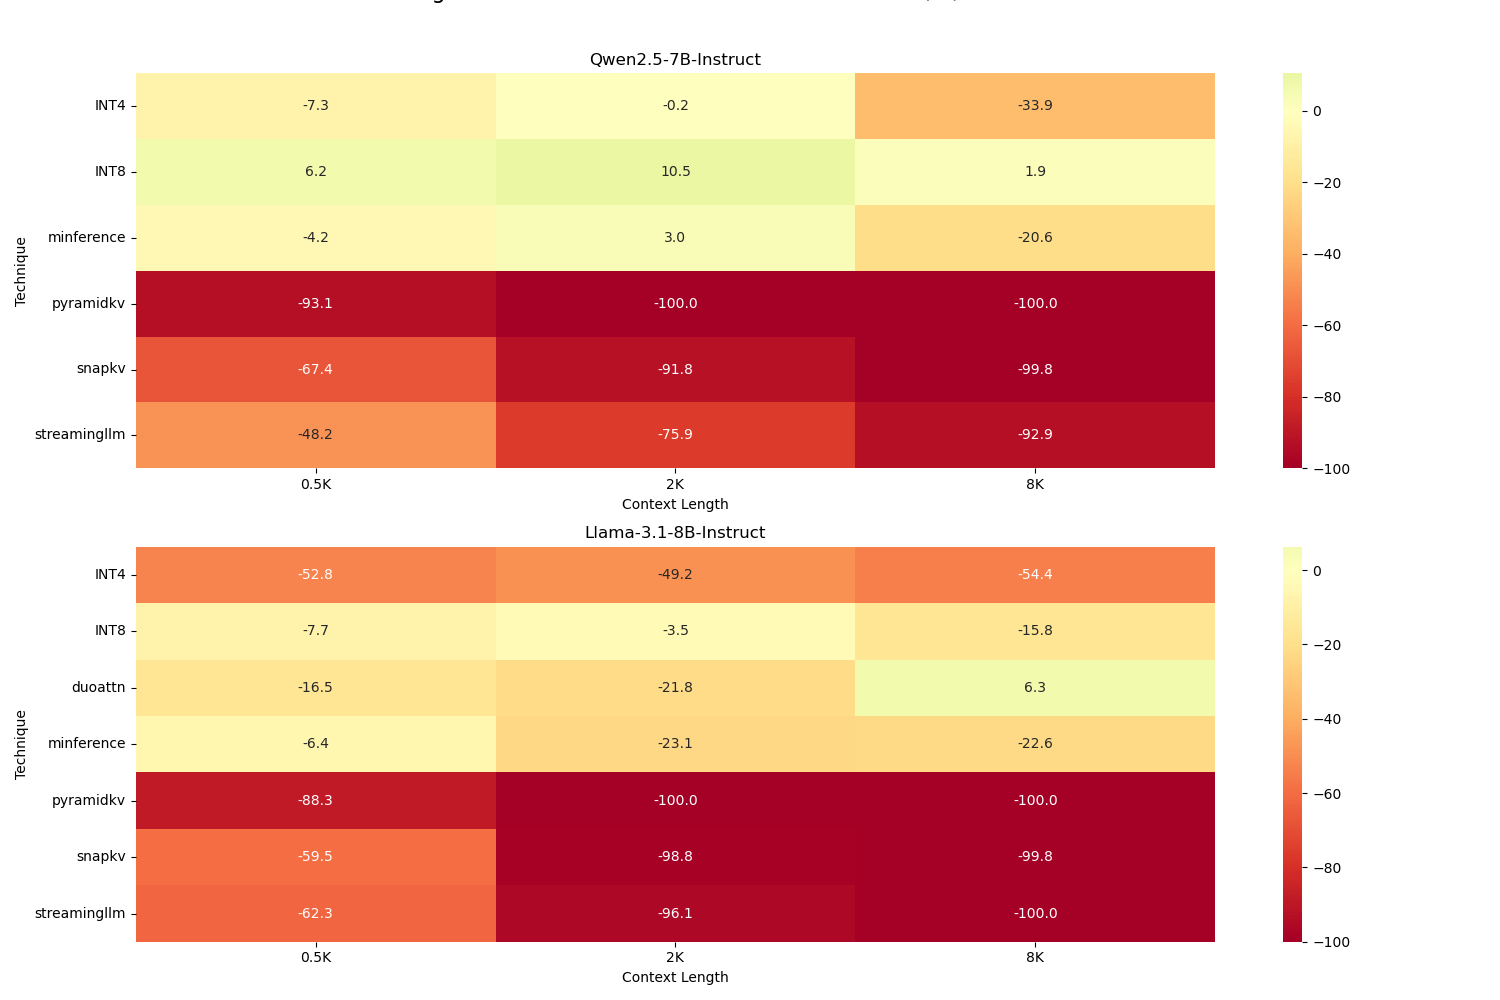 Qwen2.5-7B-Instruct
Technique
INT4 -7.3 -0.2 -33.9
INT8 6.2 10.5 1.9
minference -4.2 3.0 -20.6
pyramidkv -93.1 -100.0 -100.0
snapkv -67.4 -91.8 -99.8
streamingllm -48.2 -75.9 -92.9
0.5K 2K 8K
Context Length
0
−20
−40
−60
−80
−100
Llama-3.1-8B-Instruct
Technique
INT4 -52.8 -49.2 -54.4
INT8 -7.7 -3.5 -15.8
duoattn -16.5 -21.8 6.3
minference -6.4 -23.1 -22.6
pyramidkv -88.3 -100.0 -100.0
snapkv -59.5 -98.8 -99.8
streamingllm -62.3 -96.1 -100.0
0.5K 2K 8K
Context Length
0
−20
−40
−60
−80
−100